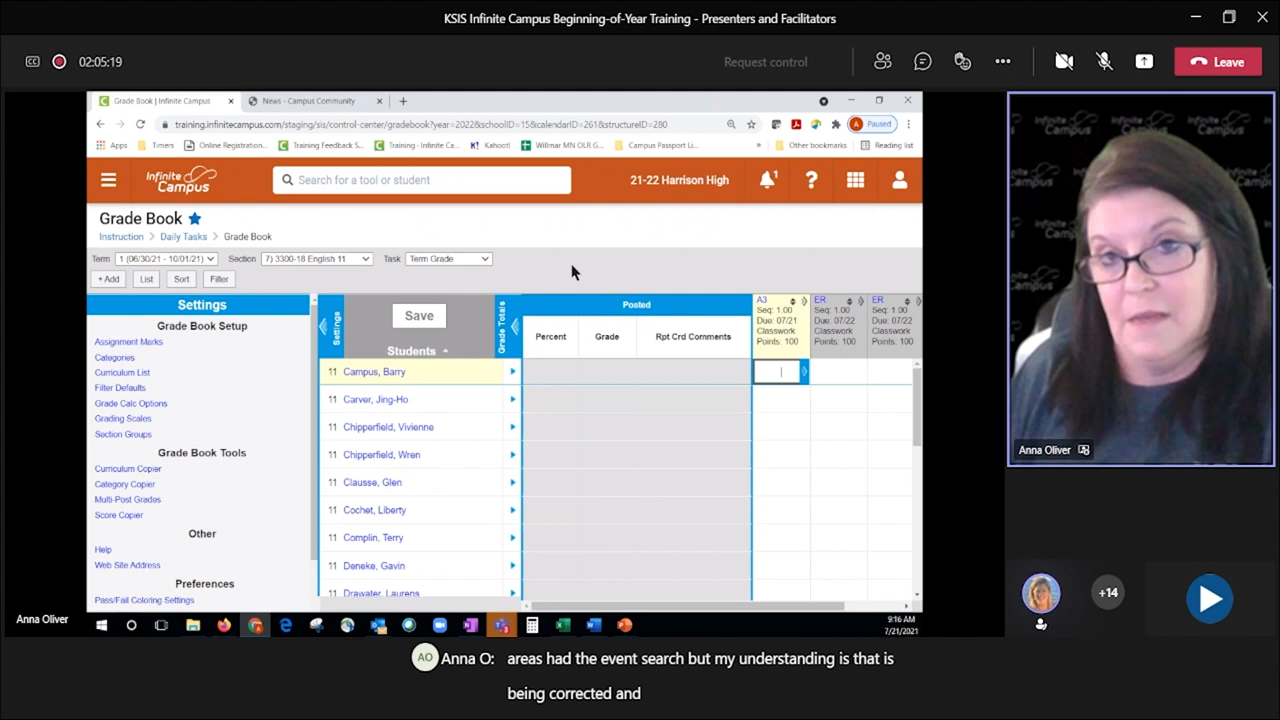 KSIS Infinite Campus Beginning-of-Year Training - Presenters and Facilitators
02:05:19
Request control
Leave
Grade Book | Infinite Campus
News - Campus Community
training.infinitecampus.com/staging/sis/control-center/gradebook?year=2022&schoolID=15&calendarID=261&structureID=280
A Paused
Apps Timers Online Registration... Training Feedback S... Training - Infinite Ca... Kahoot! Willmar MN OLR G... Campus Passport Li... » Other bookmarks Reading list
Infinite Campus
Search for a tool or student
21-22 Harrison High
1
?
Grade Book
Instruction > Daily Tasks > Grade Book
Term 1 (06/30/21 - 10/01/21) Section 7) 3300-18 English 11 Task Term Grade
+ Add List Sort Filter
Settings
Grade Book Setup
Assignment Marks
Categories
Curriculum List
Filter Defaults
Grade Calc Options
Grading Scales
Section Groups
Grade Book Tools
Curriculum Copier
Category Copier
Multi-Post Grades
Score Copier
Other
Help
Web Site Address
Preferences
Pass/Fail Coloring Settings
Settings
Save
Students
Grade Totals
Posted
Percent Grade Rpt Crd Comments
A3
Seq: 1.00
Due: 07/21
Classwork
Points: 100
ER
Seq: 1.00
Due: 07/22
Classwork
Points: 100
ER
Seq: 1.00
Due: 07/22
Classwork
Points: 100
11 Campus, Barry
11 Carver, Jing-Ho
11 Chipperfield, Vivienne
11 Chipperfield, Wren
11 Clausse, Glen
11 Cochet, Liberty
11 Complin, Terry
11 Deneke, Gavin
11 Drawater, Laurens
9:16 AM
7/21/2021
Anna Oliver
Infinite Campus
Anna Oliver
+14
AO Anna O: areas had the event search but my understanding is that is
being corrected and